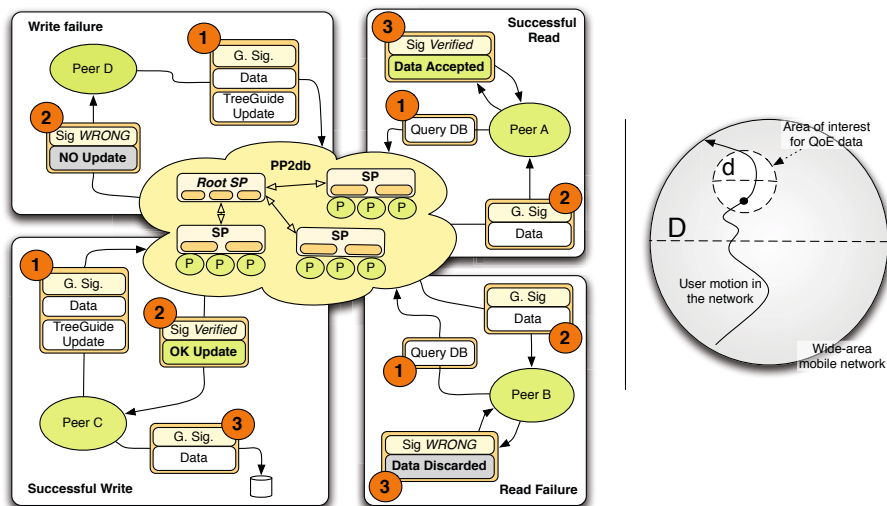 Write failure
1
G. Sig.
Data
TreeGuide
Update
Peer D
2
Sig WRONG
NO Update
3
Successful
Read
Sig Verified
Data Accepted
1
Query DB
Peer A
2
G. Sig
Data
PP2db
Root SP
SP
P P P
SP
P P P
SP
P P P
1
G. Sig.
Data
TreeGuide
Update
2
Sig Verified
OK Update
Peer C
3
G. Sig.
Data
Successful Write
G. Sig
Data
2
Query DB
1
Peer B
Sig WRONG
Data Discarded
3
Read Failure
Area of interest
for QoE data
d
D
User motion in
the network
Wide-area
mobile network